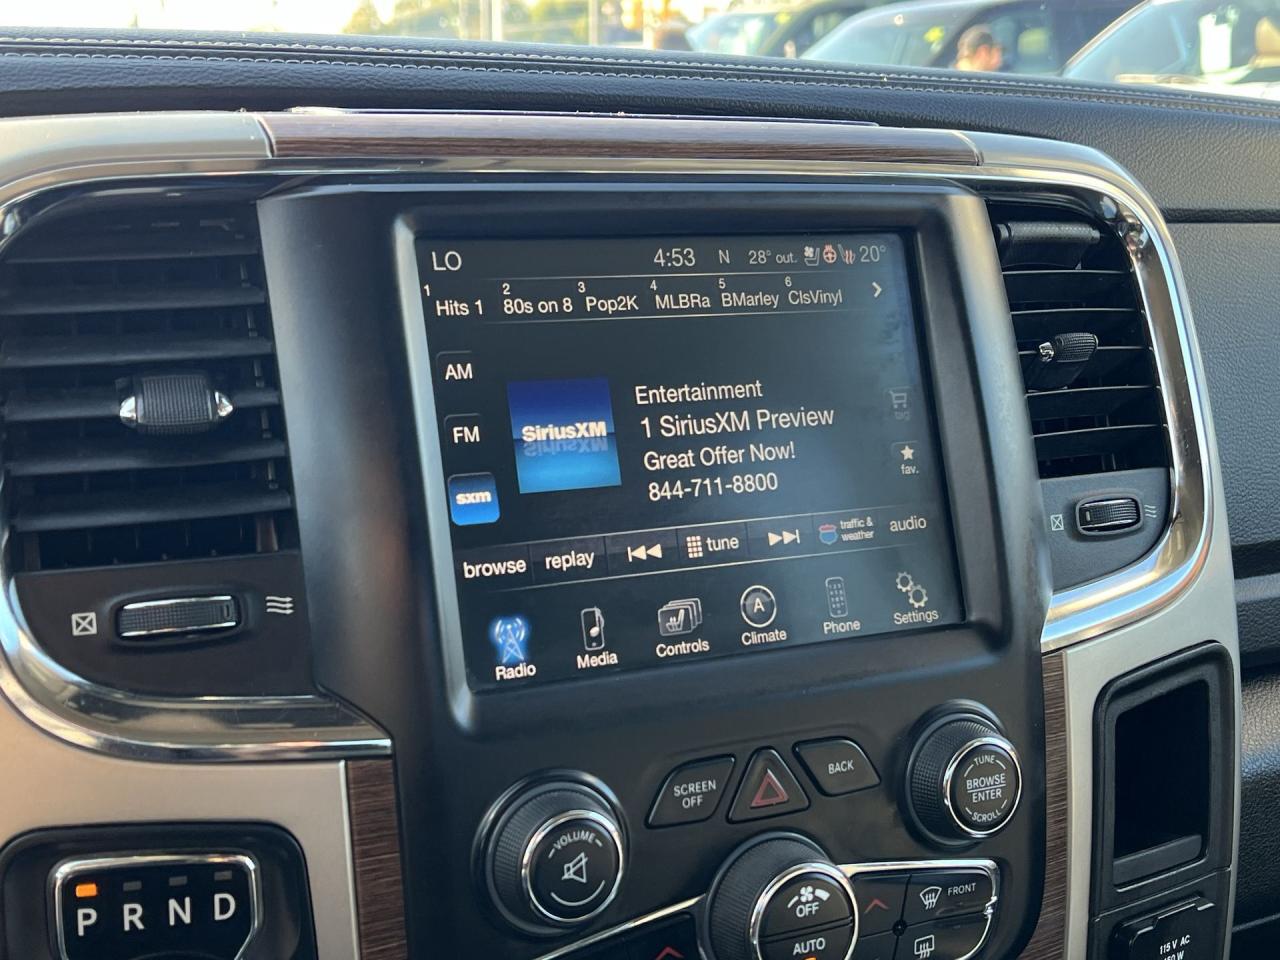 LO 4:53 N 28° out. 20°
1 Hits 1 2 80s on 8 3 Pop2K 4 MLBRa 5 BMarley 6 ClsVinyl >
AM
FM
sxm
SiriusXM
Entertainment
1 SiriusXM Preview
Great Offer Now!
844-711-8800
tag
fav.
browse replay tune traffic & weather audio
Radio Media Controls A Climate Phone Settings
SCREEN OFF
BACK
VOLUME
TUNE
BROWSE
ENTER
SCROLL
OFF
AUTO
FRONT
P R N D
115 V AC